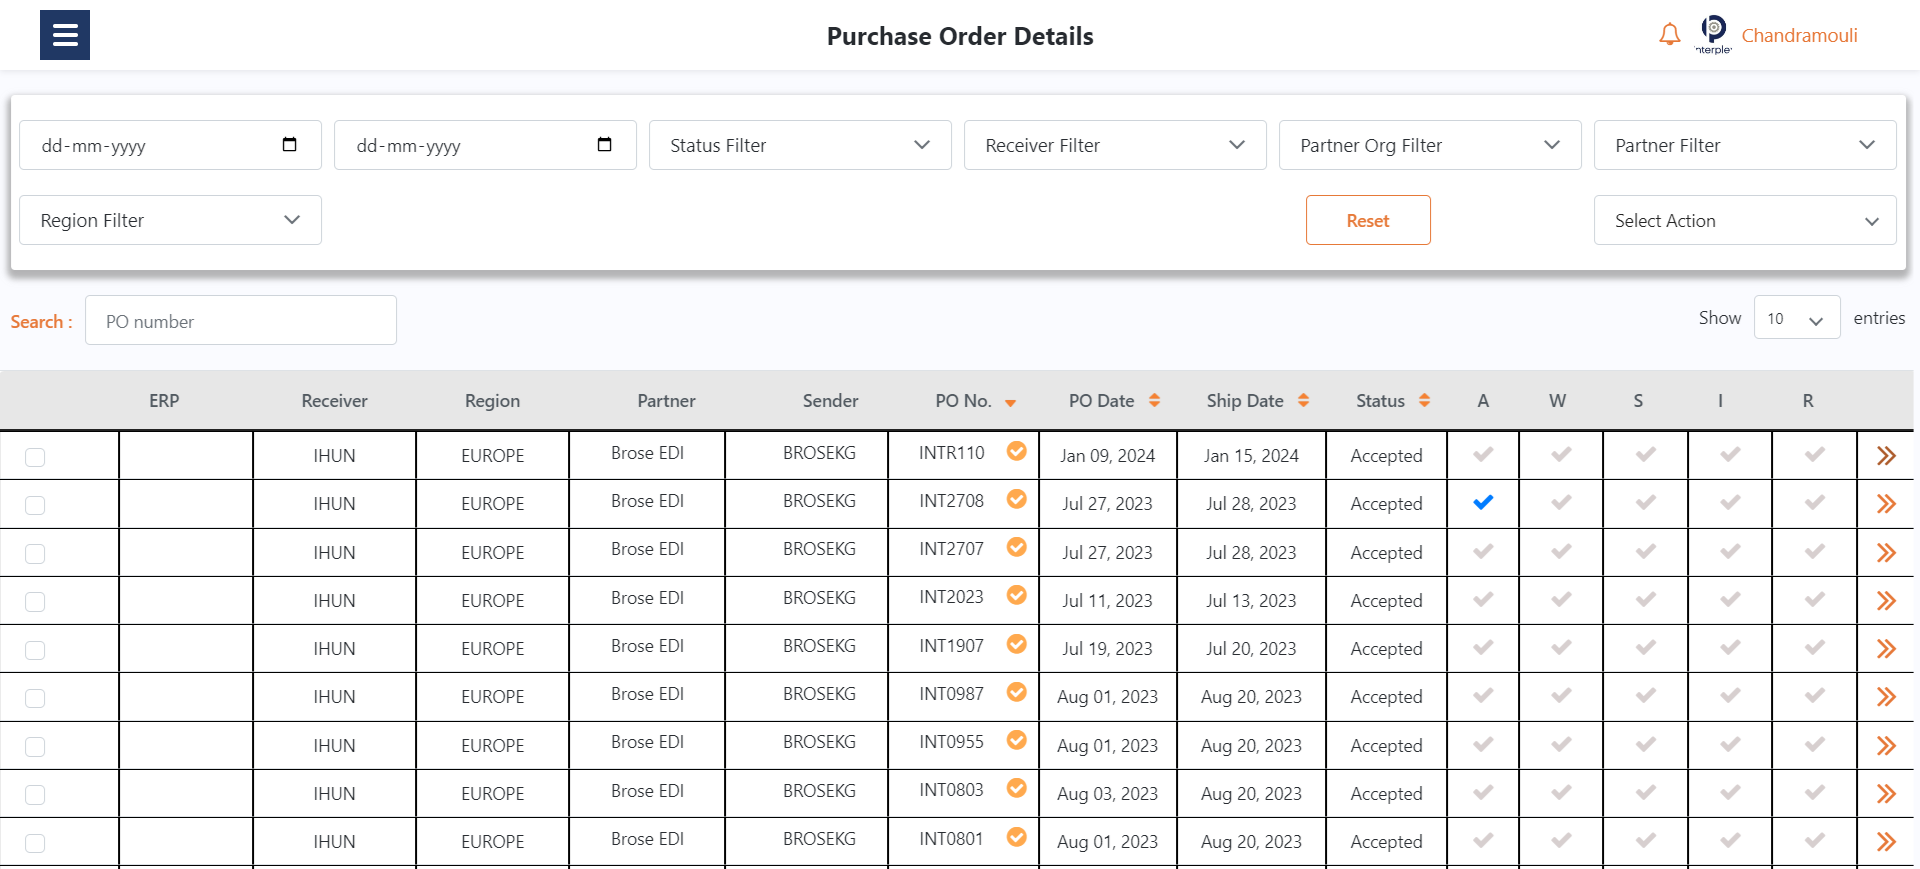 Purchase Order Details
nterple
Chandramouli
dd-mm-yyyy dd-mm-yyyy Status Filter Receiver Filter Partner Org Filter Partner Filter
Region Filter Reset Select Action
Search : PO number Show 10 entries
ERP Receiver Region Partner Sender PO No. PO Date Ship Date Status A W S I R
IHUN EUROPE Brose EDI BROSEKG INTR110 Jan 09, 2024 Jan 15, 2024 Accepted
IHUN EUROPE Brose EDI BROSEKG INT2708 Jul 27, 2023 Jul 28, 2023 Accepted
IHUN EUROPE Brose EDI BROSEKG INT2707 Jul 27, 2023 Jul 28, 2023 Accepted
IHUN EUROPE Brose EDI BROSEKG INT2023 Jul 11, 2023 Jul 13, 2023 Accepted
IHUN EUROPE Brose EDI BROSEKG INT1907 Jul 19, 2023 Jul 20, 2023 Accepted
IHUN EUROPE Brose EDI BROSEKG INT0987 Aug 01, 2023 Aug 20, 2023 Accepted
IHUN EUROPE Brose EDI BROSEKG INT0955 Aug 01, 2023 Aug 20, 2023 Accepted
IHUN EUROPE Brose EDI BROSEKG INT0803 Aug 03, 2023 Aug 20, 2023 Accepted
IHUN EUROPE Brose EDI BROSEKG INT0801 Aug 01, 2023 Aug 20, 2023 Accepted